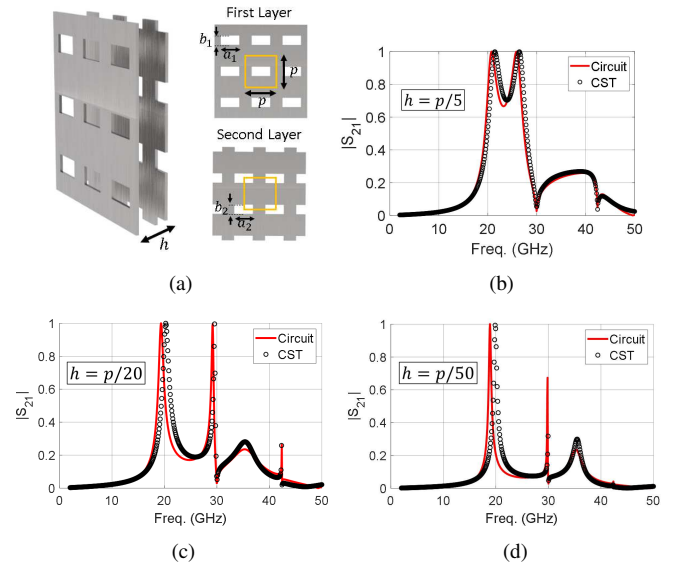 First Layer
b₁
a₁
p
p
Second Layer
b₂
a₂
h
(a)
h = p/5
Circuit
CST
|S₂₁|
1
0.8
0.6
0.4
0.2
0
0 10 20 30 40 50
Freq. (GHz)
(b)
h = p/20
Circuit
CST
|S₂₁|
1
0.8
0.6
0.4
0.2
0
0 10 20 30 40 50
Freq. (GHz)
(c)
h = p/50
Circuit
CST
|S₂₁|
1
0.8
0.6
0.4
0.2
0
0 10 20 30 40 50
Freq. (GHz)
(d)